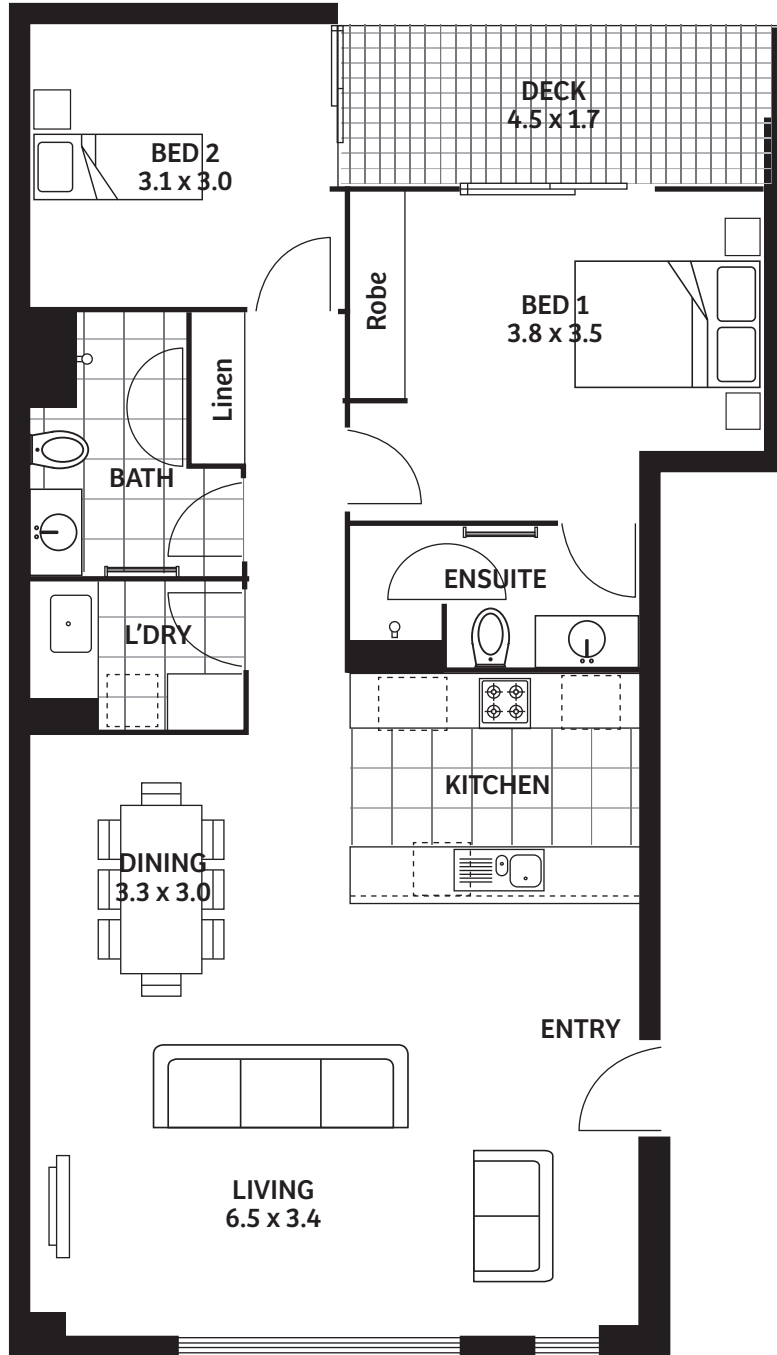 DECK
4.5 x 1.7
BED 2
3.1 x 3.0
Robe
BED 1
3.8 x 3.5
Linen
BATH
ENSUITE
L'DRY
KITCHEN
DINING
3.3 x 3.0
ENTRY
LIVING
6.5 x 3.4